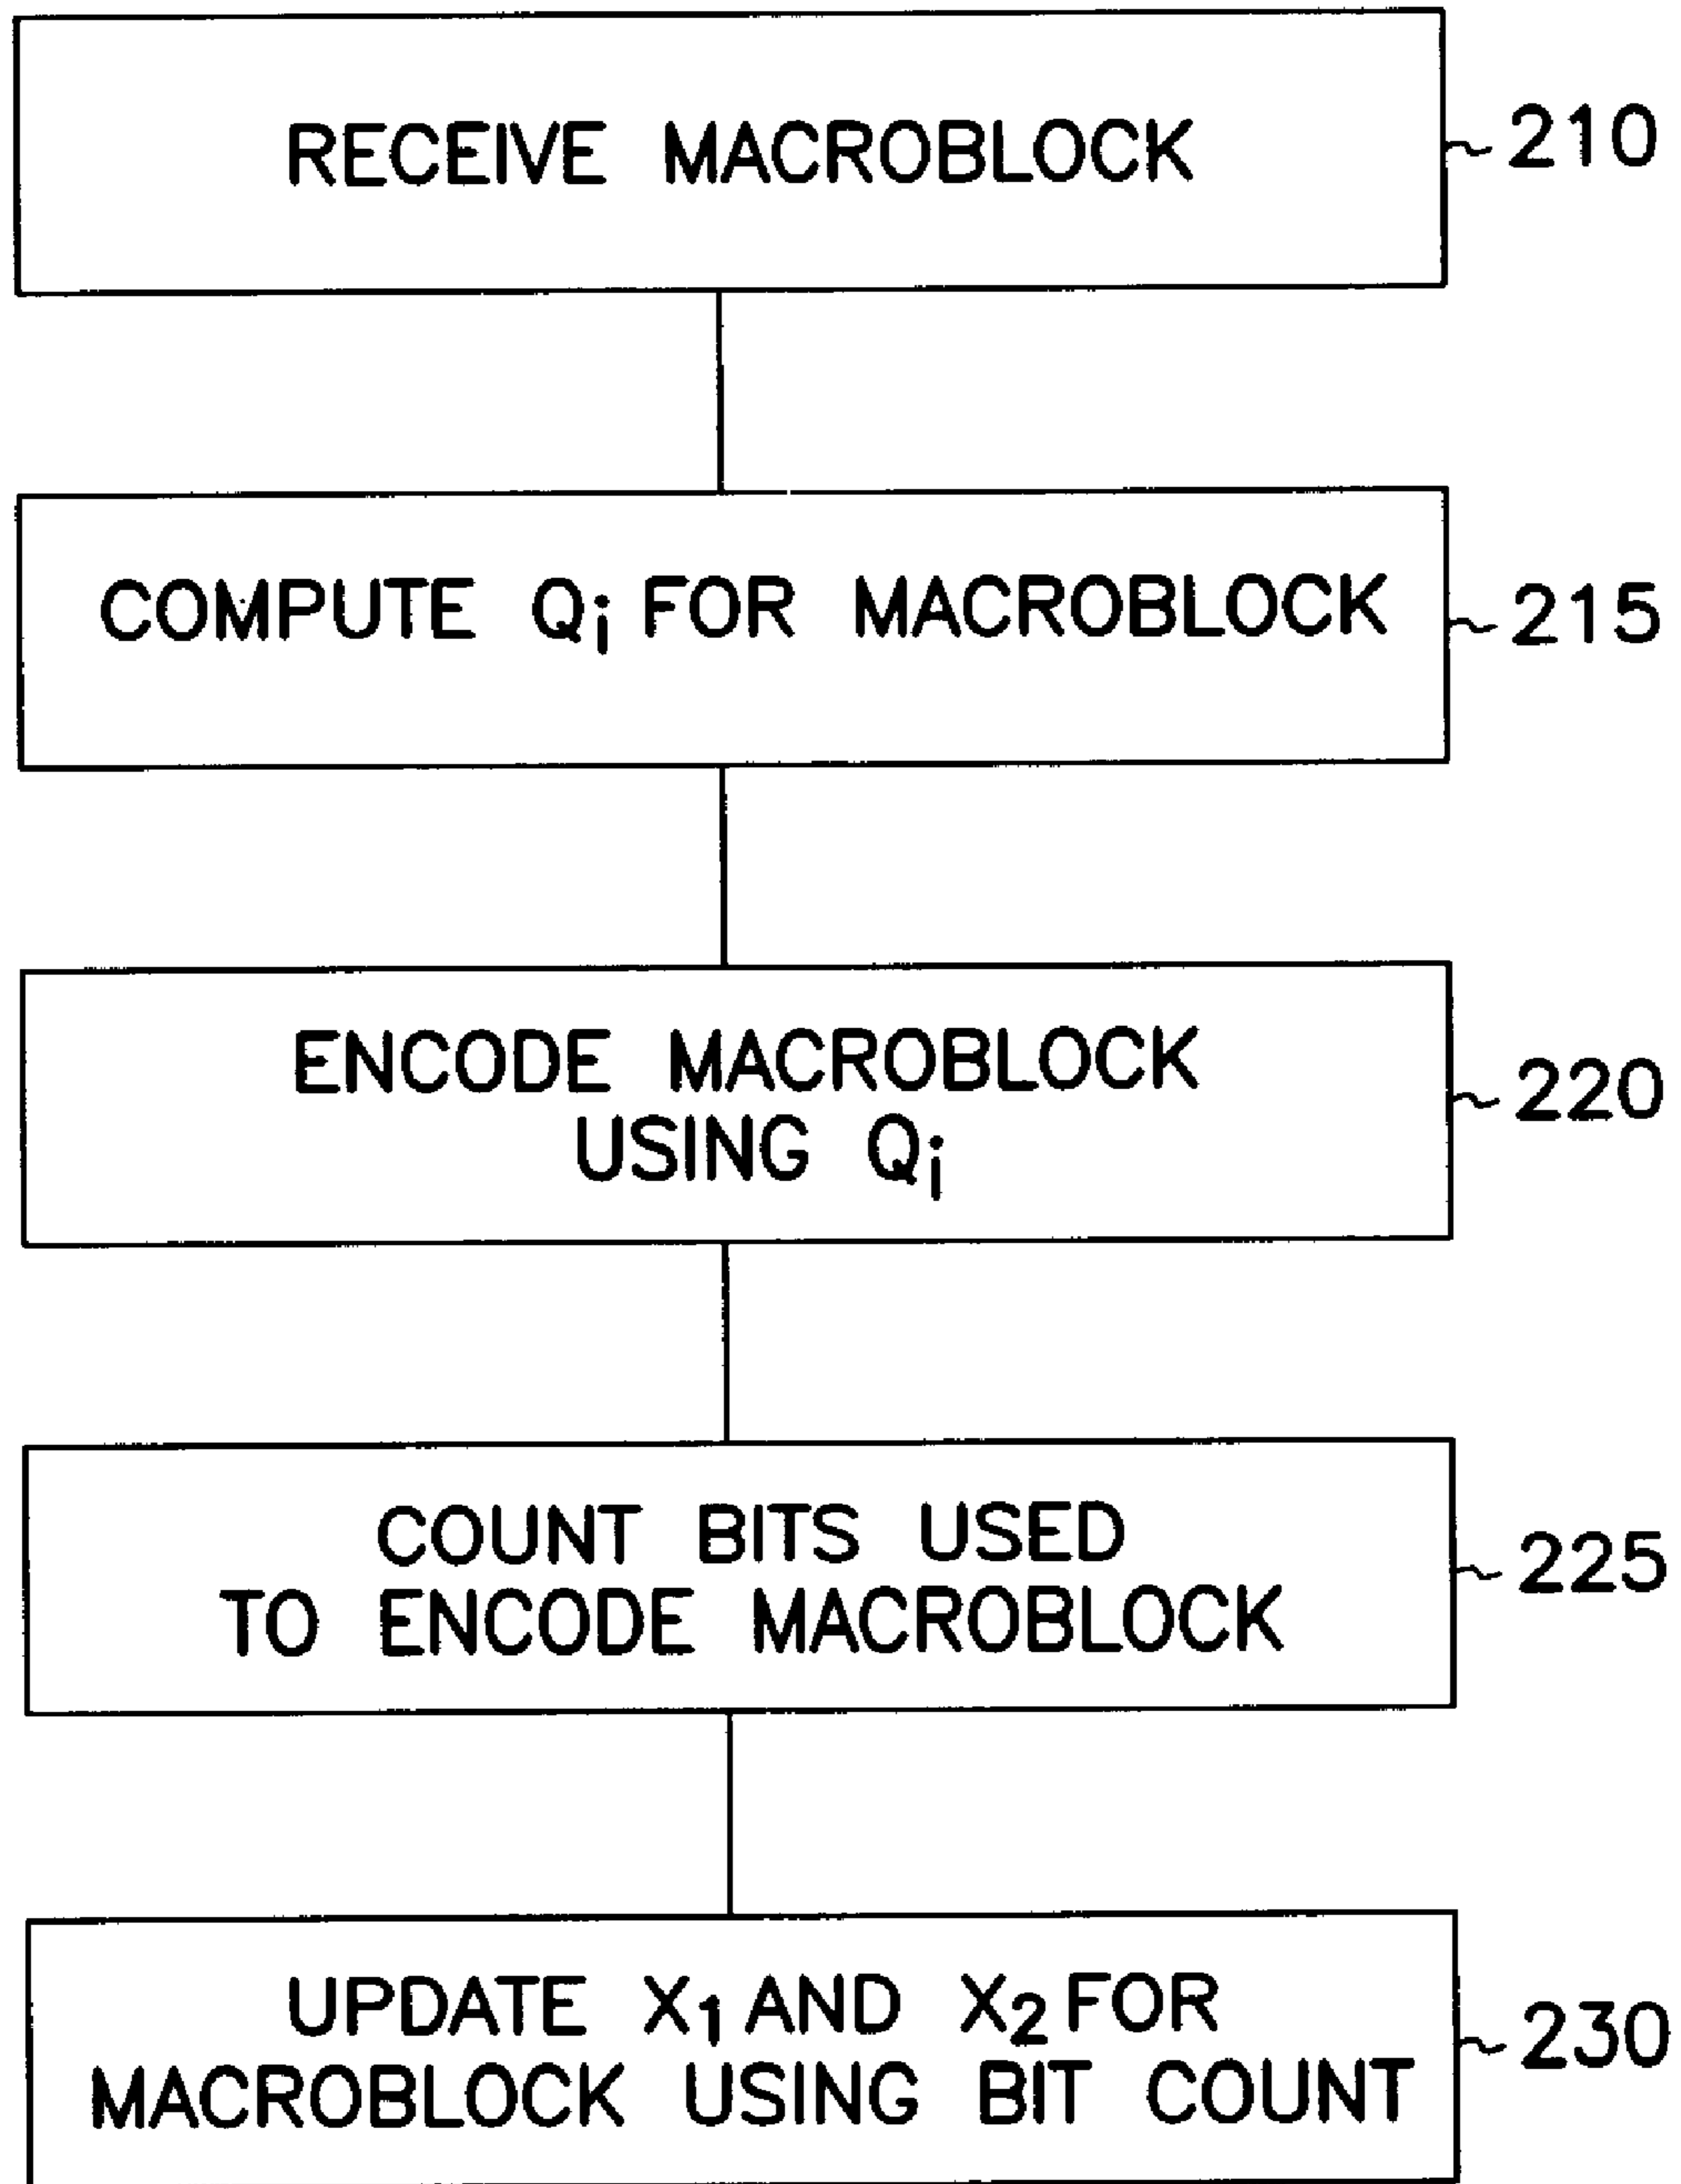 RECEIVE MACROBLOCK
210
COMPUTE Qi FOR MACROBLOCK
215
ENCODE MACROBLOCK
USING Qi
220
COUNT BITS USED
TO ENCODE MACROBLOCK
225
UPDATE X1 AND X2 FOR
MACROBLOCK USING BIT COUNT
230